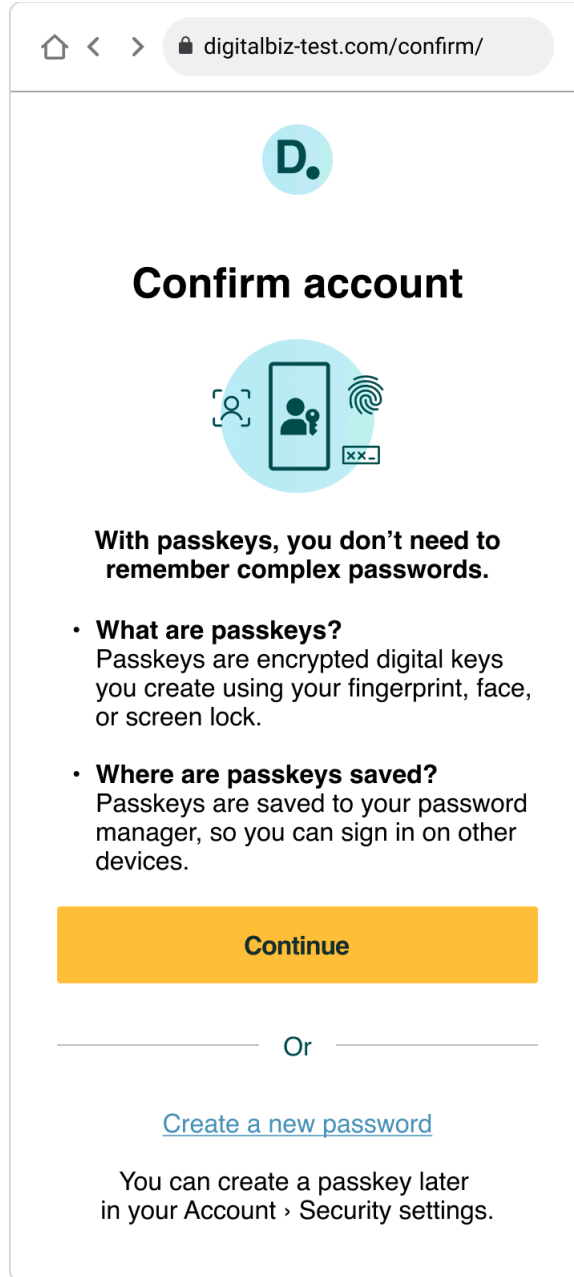 digitalbiz-test.com/confirm/
D.
Confirm account
xx_
With passkeys, you don’t need to
remember complex passwords.
• What are passkeys?
Passkeys are encrypted digital keys
you create using your fingerprint, face,
or screen lock.
• Where are passkeys saved?
Passkeys are saved to your password
manager, so you can sign in on other
devices.
Continue
Or
Create a new password
You can create a passkey later
in your Account › Security settings.